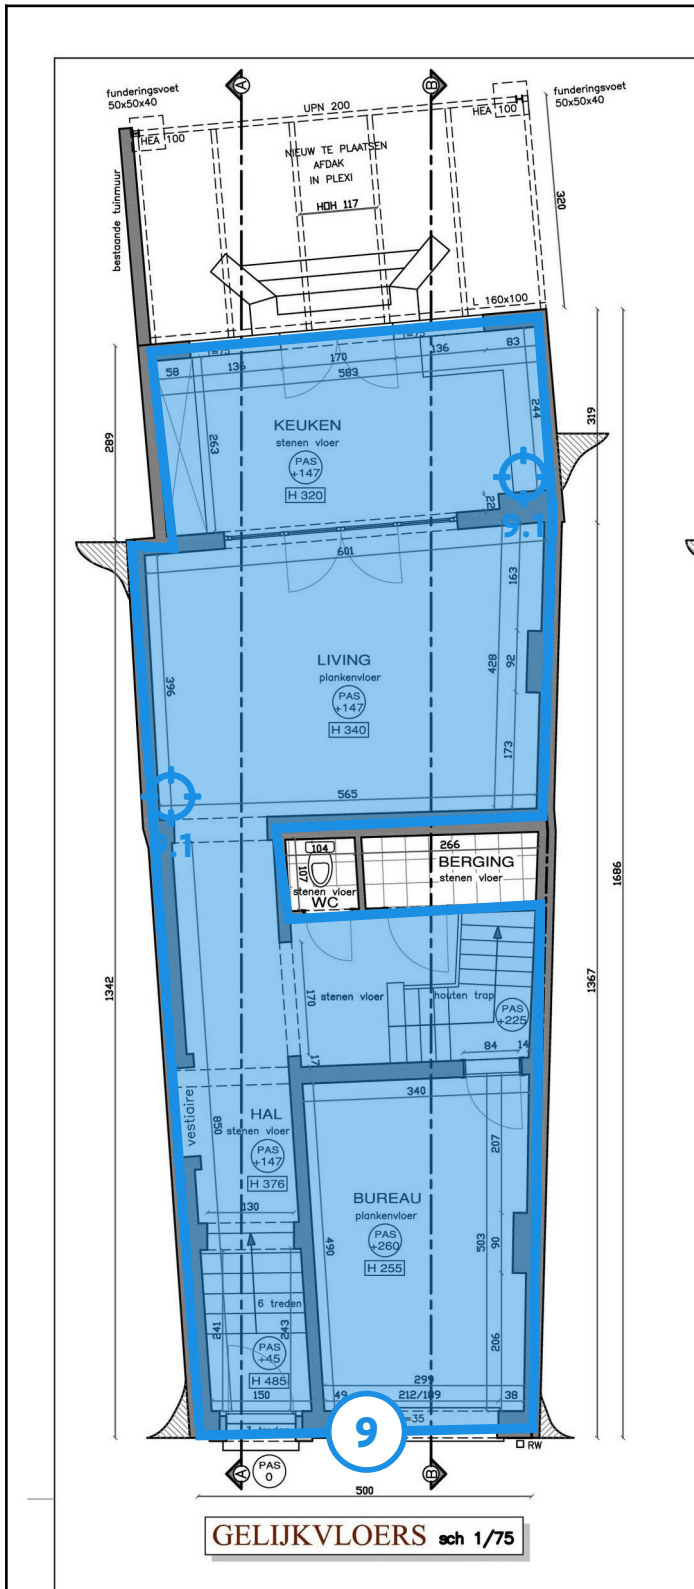 funderingsvoet
50x50x40
A
B
funderingsvoet
50x50x40
UPN 200
HEA 100
HEA 100
NIEUW TE PLAATSEN
AFDAK
IN PLEXI
HOH 117
bestaande tuinmuur
320
L 160x100
L=75
L=75
58
136
170
136
83
583
KEUKEN
stenen vloer
PAS
+147
H 320
263
244
289
319
22
9.1
601
163
LIVING
plankenvloer
PAS
+147
H 340
396
428
92
173
565
9.1
104
107
stenen vloer
WC
266
BERGING
stenen vloer
1686
1342
1367
170
stenen vloer
houten trap
PAS
+225
84
14
17
340
vestiaire
850
HAL
stenen vloer
PAS
+147
H 376
130
207
BUREAU
plankenvloer
PAS
+260
H 255
490
503
90
6 treden
241
243
PAS
+45
H 485
206
299
150
49
212/189
38
=35
9
RW
A
B
PAS
0
500
GELIJKVLOERS sch 1/75